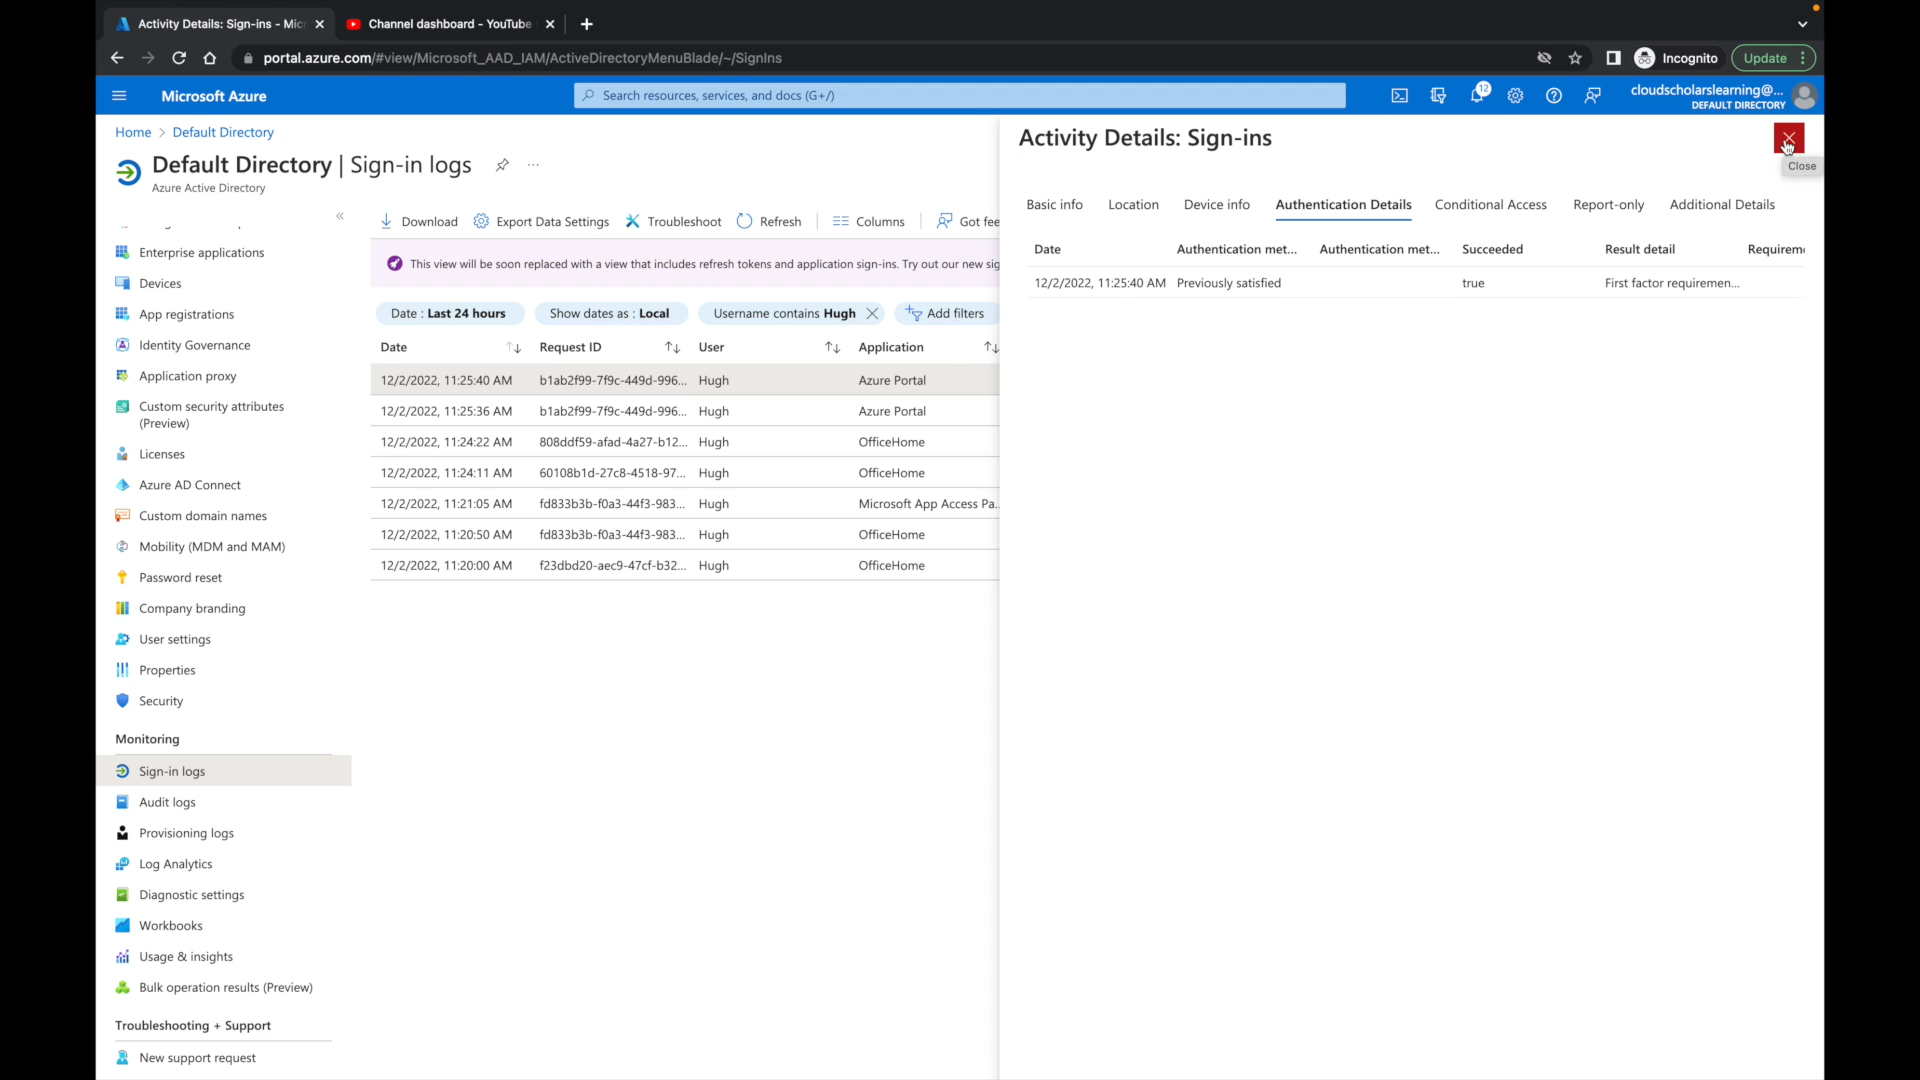 Activity Details: Sign-ins - Mic
Channel dashboard - YouTube
portal.azure.com/#view/Microsoft_AAD_IAM/ActiveDirectoryMenuBlade/~/SignIns
Incognito
Update
Microsoft Azure
Search resources, services, and docs (G+/)
12
cloudscholarslearning@...
DEFAULT DIRECTORY
Home > Default Directory
Default Directory | Sign-in logs
...
Azure Active Directory
Enterprise applications
Devices
App registrations
Identity Governance
Application proxy
Custom security attributes
(Preview)
Licenses
Azure AD Connect
Custom domain names
Mobility (MDM and MAM)
Password reset
Company branding
User settings
Properties
Security
Monitoring
Sign-in logs
Audit logs
Provisioning logs
Log Analytics
Diagnostic settings
Workbooks
Usage & insights
Bulk operation results (Preview)
Troubleshooting + Support
New support request
Download Export Data Settings Troubleshoot Refresh Columns Got fee
This view will be soon replaced with a view that includes refresh tokens and application sign-ins. Try out our new sig
Date : Last 24 hours Show dates as : Local Username contains Hugh Add filters
Date Request ID User Application
12/2/2022, 11:25:40 AM b1ab2f99-7f9c-449d-996... Hugh Azure Portal
12/2/2022, 11:25:36 AM b1ab2f99-7f9c-449d-996... Hugh Azure Portal
12/2/2022, 11:24:22 AM 808ddf59-afad-4a27-b12... Hugh OfficeHome
12/2/2022, 11:24:11 AM 60108b1d-27c8-4518-97... Hugh OfficeHome
12/2/2022, 11:21:05 AM fd833b3b-f0a3-44f3-983... Hugh Microsoft App Access Pa...
12/2/2022, 11:20:50 AM fd833b3b-f0a3-44f3-983... Hugh OfficeHome
12/2/2022, 11:20:00 AM f23dbd20-aec9-47cf-b32... Hugh OfficeHome
Activity Details: Sign-ins
Close
Basic info Location Device info Authentication Details Conditional Access Report-only Additional Details
Date Authentication met... Authentication met... Succeeded Result detail Requireme
12/2/2022, 11:25:40 AM Previously satisfied true First factor requiremen...